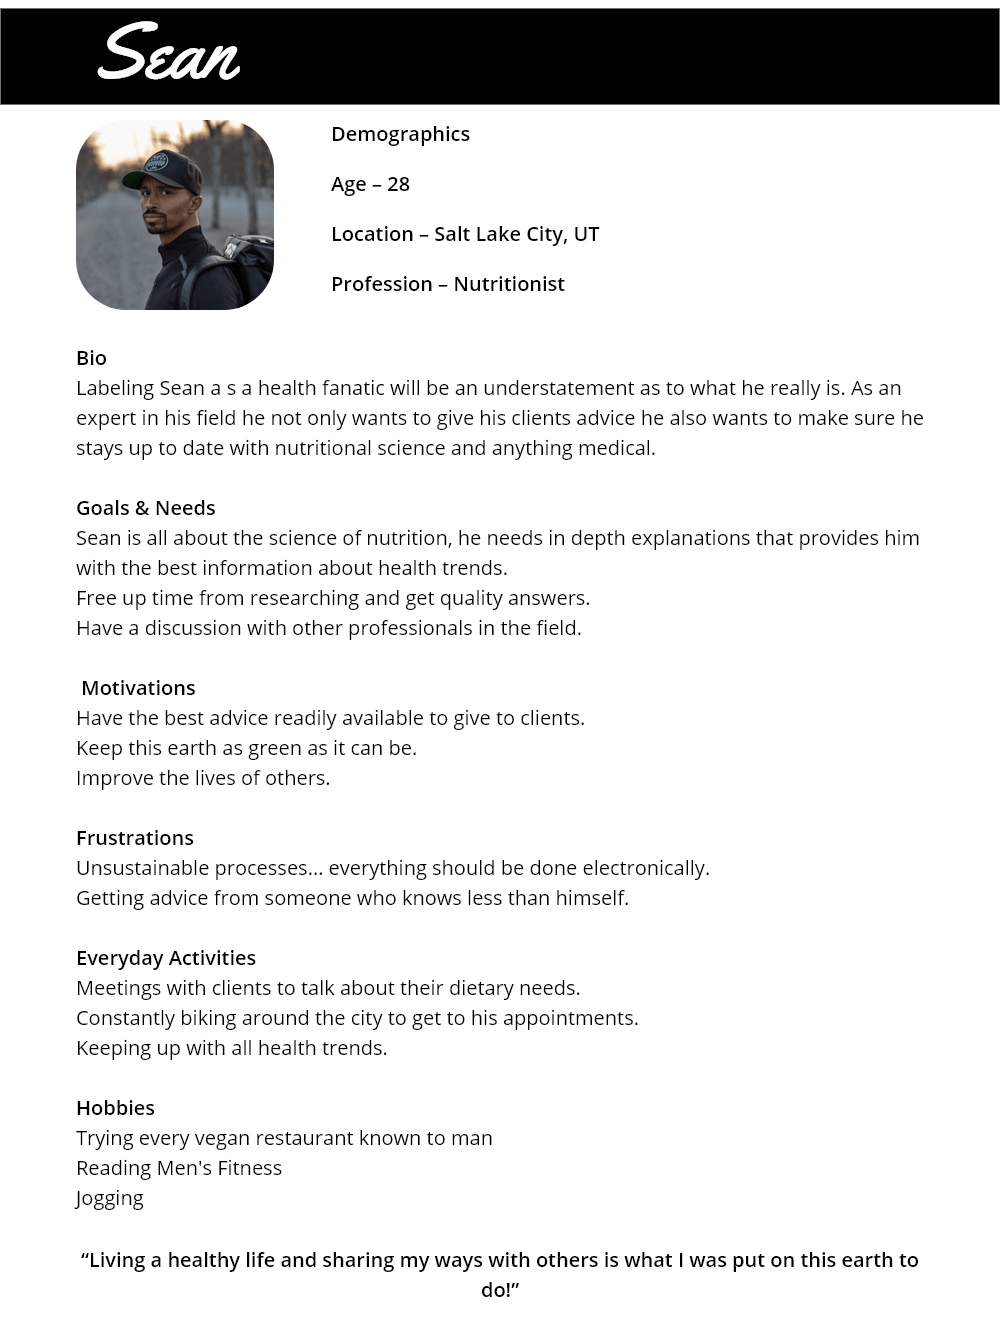 Sean
Demographics
Age – 28
Location – Salt Lake City, UT
Profession – Nutritionist
Bio
Labeling Sean a s a health fanatic will be an understatement as to what he really is. As an
expert in his field he not only wants to give his clients advice he also wants to make sure he
stays up to date with nutritional science and anything medical.
Goals & Needs
Sean is all about the science of nutrition, he needs in depth explanations that provides him
with the best information about health trends.
Free up time from researching and get quality answers.
Have a discussion with other professionals in the field.
Motivations
Have the best advice readily available to give to clients.
Keep this earth as green as it can be.
Improve the lives of others.
Frustrations
Unsustainable processes... everything should be done electronically.
Getting advice from someone who knows less than himself.
Everyday Activities
Meetings with clients to talk about their dietary needs.
Constantly biking around the city to get to his appointments.
Keeping up with all health trends.
Hobbies
Trying every vegan restaurant known to man
Reading Men's Fitness
Jogging
“Living a healthy life and sharing my ways with others is what I was put on this earth to
do!”